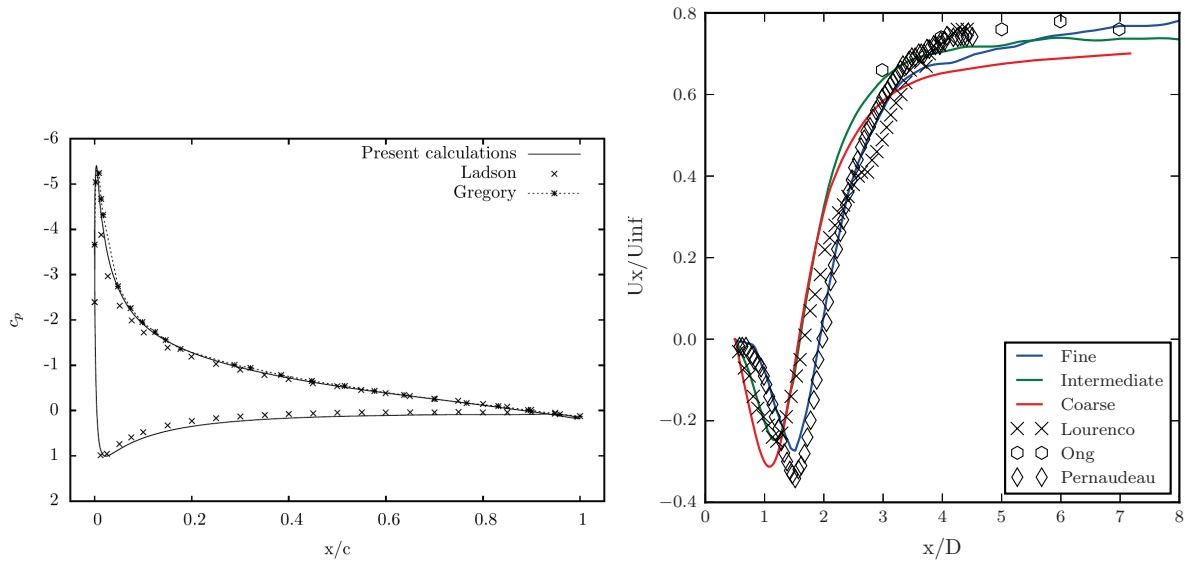 -6
-5
-4
-3
-2
-1
0
1
2
0
0.2
0.4
0.6
0.8
1
x/c
c_p
Present calculations
Ladson
Gregory
0.8
0.6
0.4
0.2
0.0
−0.2
−0.4
0
1
2
3
4
5
6
7
8
x/D
Ux/Uinf
Fine
Intermediate
Coarse
Lourenco
Ong
Pernaudeau